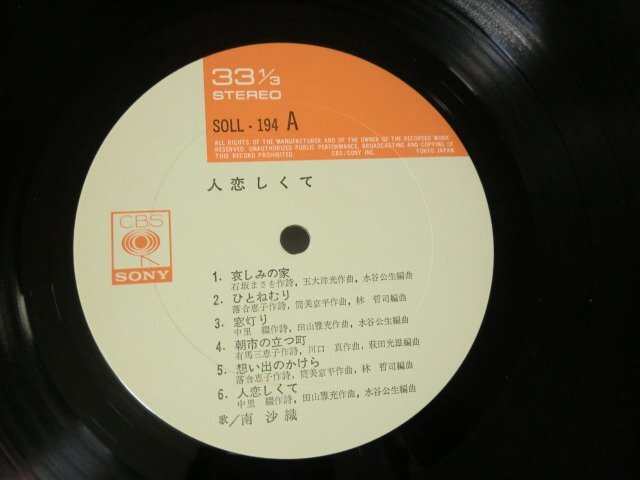 33 1/3
STEREO
SOLL - 194 A
ALL RIGHTS OF THE MANUFACTURER AND OF THE OWNER OF THE RECORDED WORK
RESERVED. UNAUTHORIZED PUBLIC PERFORMANCE, BROADCASTING AND COPYING OF
THIS RECORD PROHIBITED. CBS/SONY INC. TOKYO JAPAN
人恋しくて
CBS
SONY
1. 哀しみの家
石坂まさを作詩, 五大洋光作曲, 水谷公生編曲
2. ひとねむり
落合恵子作詩, 筒美京平作曲, 林 哲司編曲
3. 窓灯り
中里 綴作詩, 田山雅充作曲, 水谷公生編曲
4. 朝市の立つ町
有馬三恵子作詩, 川口 真作曲, 萩田光雄編曲
5. 想い出のかけら
落合恵子作詩, 筒美京平作曲, 林 哲司編曲
6. 人恋しくて
中里 綴作詩, 田山雅充作曲, 水谷公生編曲
歌/南 沙織